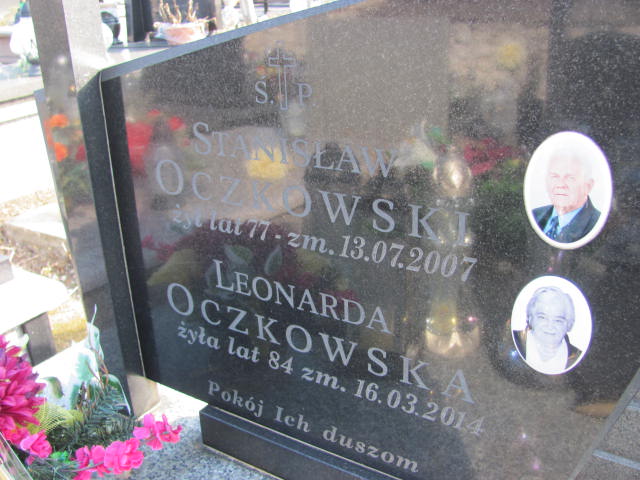 Ś. P
STANISŁAW
OCZKOWSKI
żył lat 77 - zm. 13.07.2007
LEONARDA
OCZKOWSKA
żyła lat 84 zm. 16.03.2014
Pokój Ich duszom